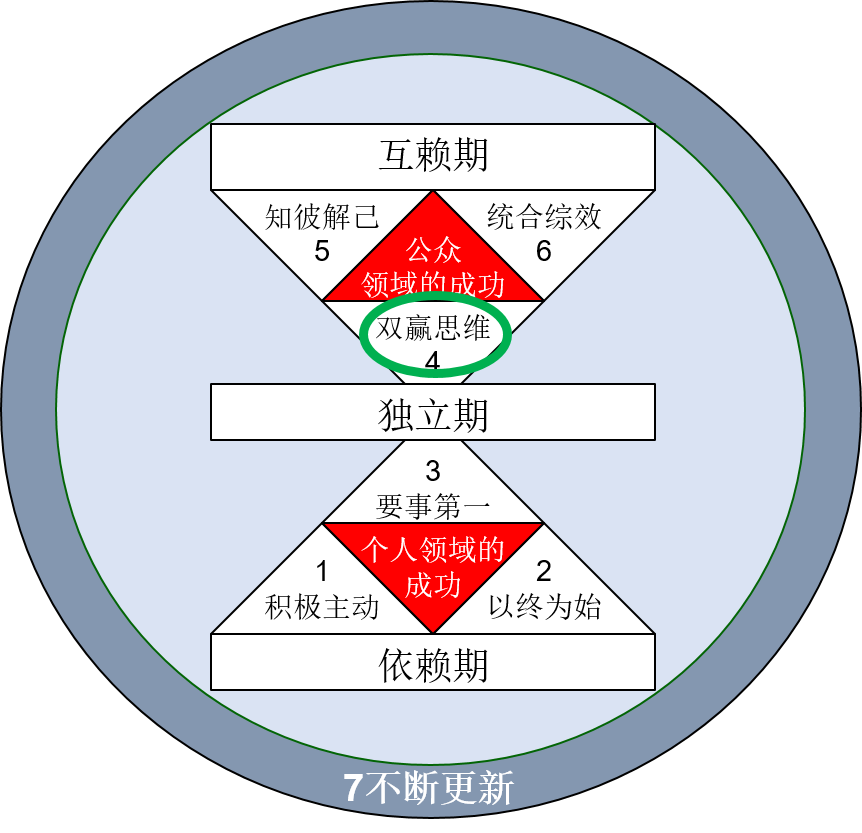 互赖期
知彼解己
5
统合综效
6
公众
领域的成功
双赢思维
4
独立期
3
要事第一
个人领域的
成功
1
积极主动
2
以终为始
依赖期
7不断更新